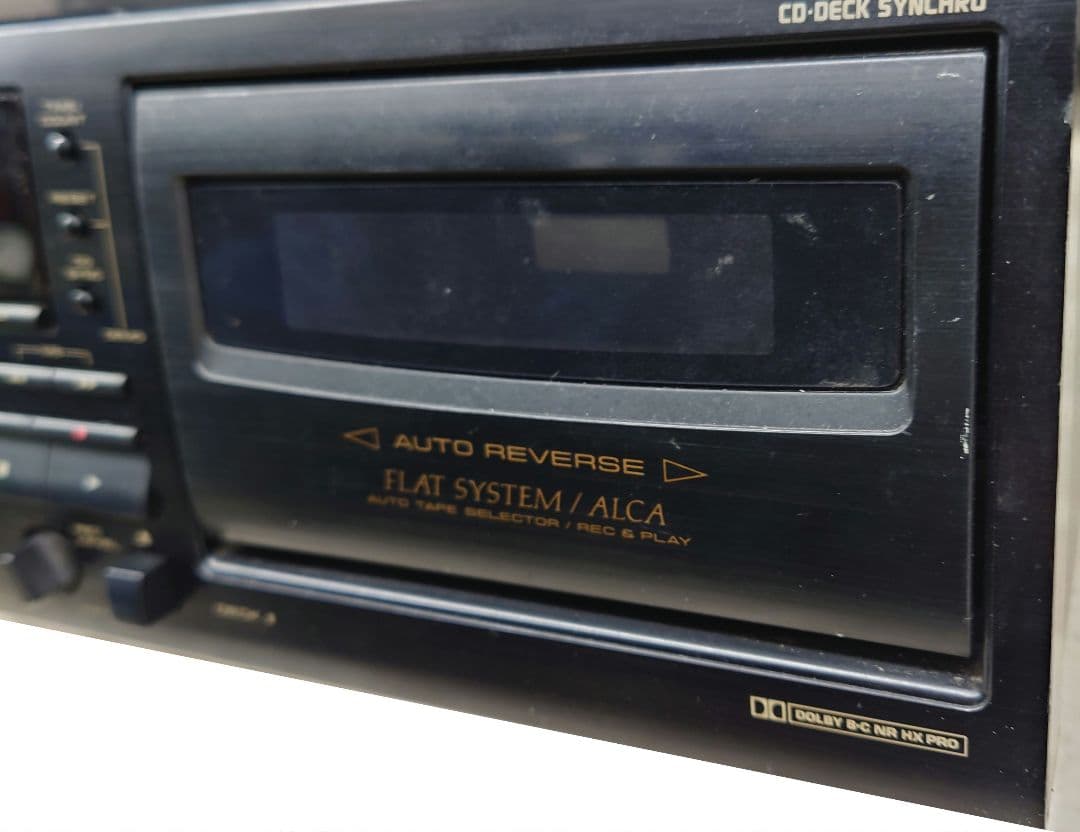 CD·DECK SYNCHRO
AUTO REVERSE
FLAT SYSTEM / ALCA
AUTO TAPE SELECTOR / REC & PLAY
DOLBY B·C NR HX PRO